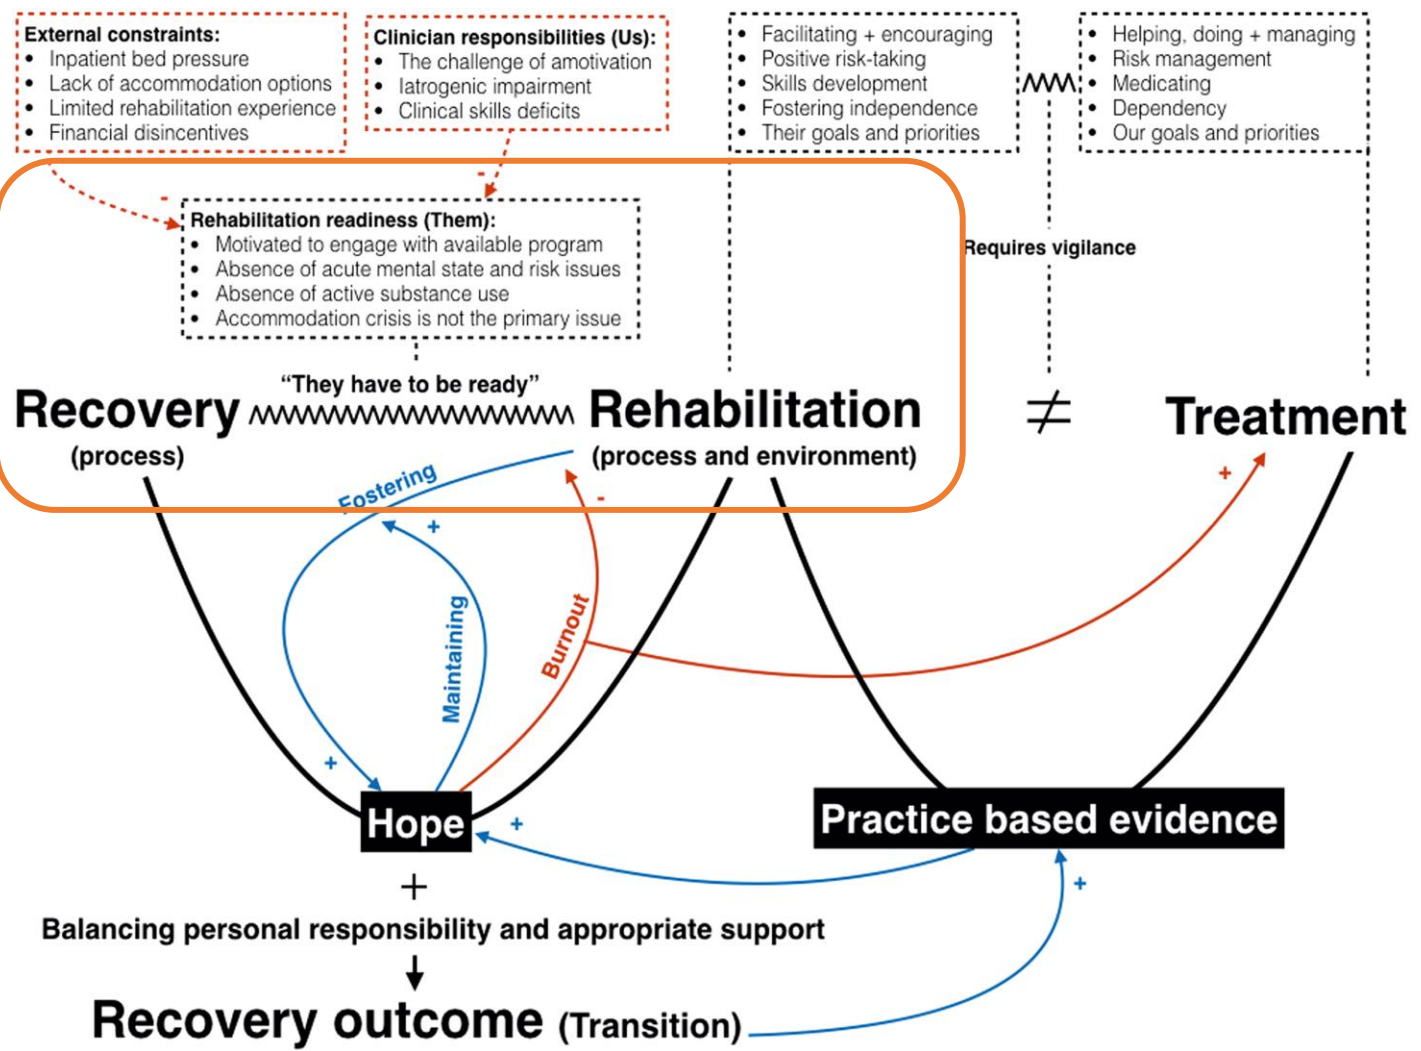 External constraints:
• Inpatient bed pressure
• Lack of accommodation options
• Limited rehabilitation experience
• Financial disincentives
Clinician responsibilities (Us):
• The challenge of amotivation
• Iatrogenic impairment
• Clinical skills deficits
• Facilitating + encouraging
• Positive risk-taking
• Skills development
• Fostering independence
• Their goals and priorities
• Helping, doing + managing
• Risk management
• Medicating
• Dependency
• Our goals and priorities
-
-
Rehabilitation readiness (Them):
• Motivated to engage with available program
• Absence of acute mental state and risk issues
• Absence of active substance use
• Accommodation crisis is not the primary issue
Requires vigilance
“They have to be ready”
Recovery
(process)
Rehabilitation
(process and environment)
≠
Treatment
Fostering
+
-
+
Maintaining
Burnout
+
Hope
+
Practice based evidence
+
+
Balancing personal responsibility and appropriate support
Recovery outcome (Transition)